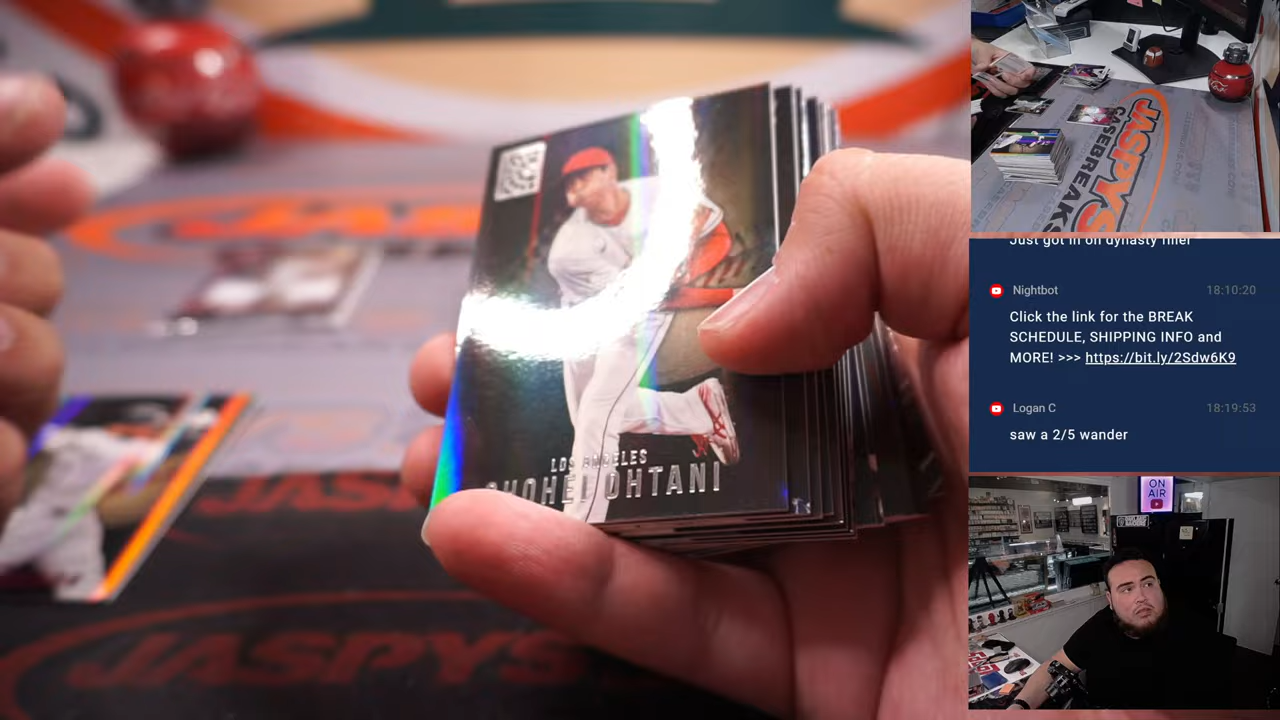 LOS ANGELES
SHOHEI OHTANI
JASPYS
JASPYS
CASEBREAKS
Just got in on dynasty filler
Nightbot 18:10:20
Click the link for the BREAK
SCHEDULE, SHIPPING INFO and
MORE! >>> https://bit.ly/2Sdw6K9
Logan C 18:19:53
saw a 2/5 wander
ON
AIR